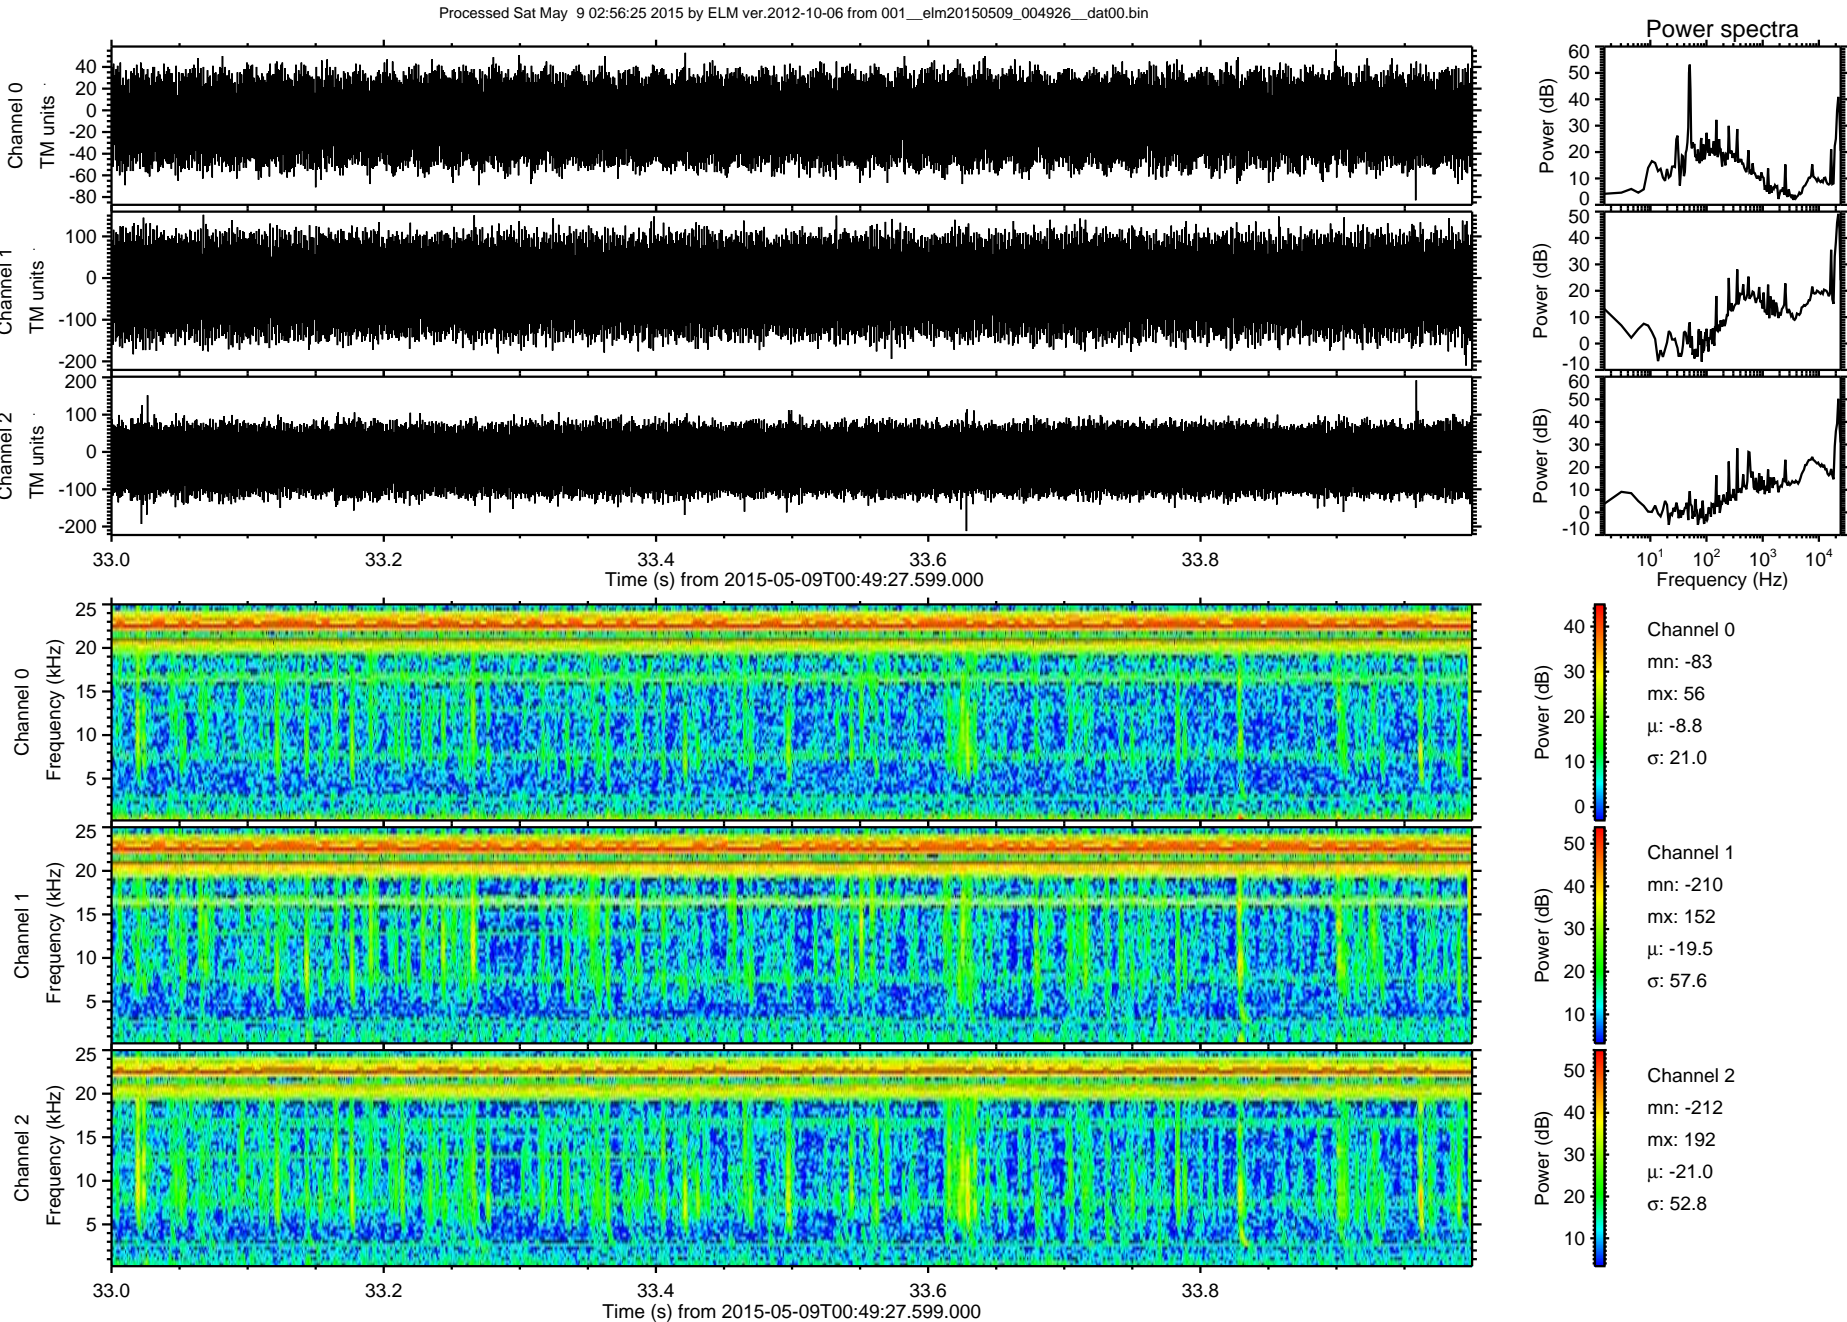 Processed Sat May  9 02:56:25 2015 by ELM ver.2012-10-06 from 001__elm20150509_004926__dat00.bin
Power spectra
Channel 0
TM units
40
20
0
-20
-40
-60
-80
Power (dB)
60
50
40
30
20
10
0
Channel 1
TM units
100
0
-100
-200
Power (dB)
50
40
30
20
10
0
-10
Channel 2
TM units
200
100
0
-100
-200
Power (dB)
60
50
40
30
20
10
0
-10
33.0 33.2 33.4 33.6 33.8
Time (s) from 2015-05-09T00:49:27.599.000
10¹ 10² 10³ 10⁴
Frequency (Hz)
Channel 0
Frequency (kHz)
25
20
15
10
5
Power (dB)
40
30
20
10
0
Channel 0
mn: -83
mx: 56
µ: -8.8
σ: 21.0
Channel 1
Frequency (kHz)
25
20
15
10
5
Power (dB)
50
40
30
20
10
Channel 1
mn: -210
mx: 152
µ: -19.5
σ: 57.6
Channel 2
Frequency (kHz)
25
20
15
10
5
Power (dB)
50
40
30
20
10
Channel 2
mn: -212
mx: 192
µ: -21.0
σ: 52.8
33.0 33.2 33.4 33.6 33.8
Time (s) from 2015-05-09T00:49:27.599.000